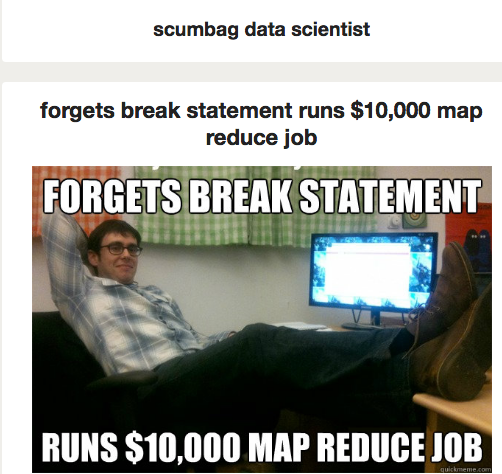 scumbag data scientist
forgets break statement runs $10,000 map
reduce job
FORGETS BREAK STATEMENT
RUNS $10,000 MAP REDUCE JOB
quickmeme.com